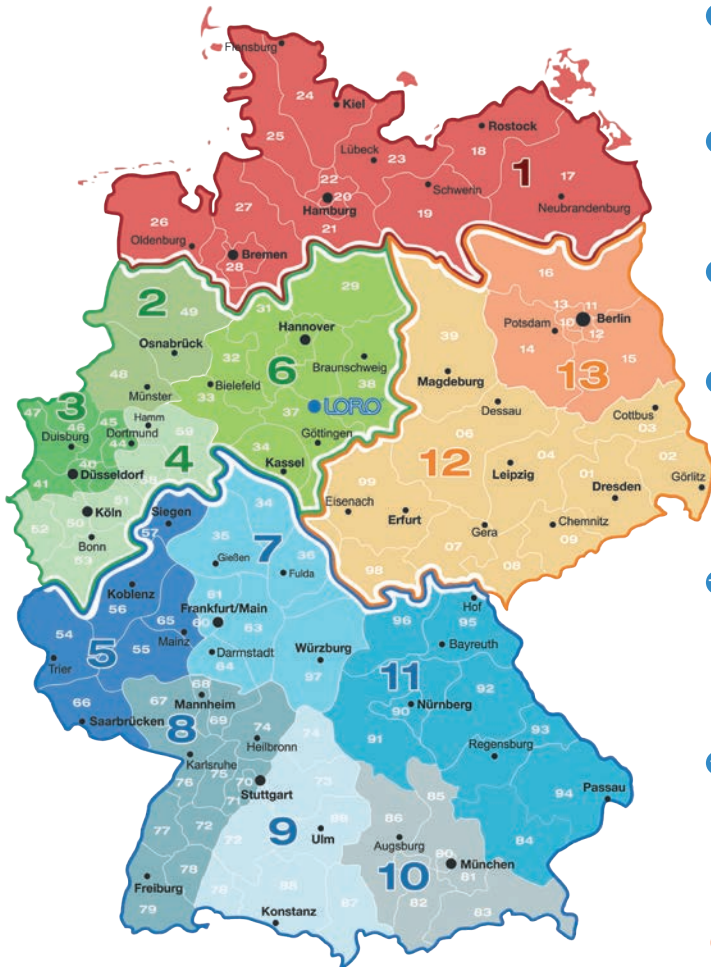 Flensburg
24
Kiel
Rostock
25
Lübeck
23
18
1
17
22
20
Schwerin
Hamburg
27
19
Neubrandenburg
26
21
Oldenburg
Bremen
28
16
2
49
31
29
Hannover
13
11
Berlin
Potsdam
10
12
Osnabrück
32
6
39
14
15
Braunschweig
48
Bielefeld
38
Magdeburg
13
Münster
33
3
47
37
LORO
Dessau
Cottbus
46
45
Hamm
03
Duisburg
Dortmund
44
59
Göttingen
06
40
4
34
12
04
02
Düsseldorf
58
Kassel
Leipzig
01
Görlitz
41
99
Dresden
51
Siegen
34
Eisenach
Köln
Erfurt
Chemnitz
52
50
57
35
7
Gera
09
Bonn
Gießen
36
07
53
Fulda
98
08
Koblenz
61
Hof
56
Frankfurt/Main
96
95
65
60
54
Mainz
63
Bayreuth
5
55
Darmstadt
Würzburg
Trier
64
97
11
92
68
66
67
Mannheim
Nürnberg
Saarbrücken
8
69
74
74
90
93
Heilbronn
91
Regensburg
Karlsruhe
75
76
70
73
94
Passau
Stuttgart
85
71
77
72
9
89
86
72
Ulm
Augsburg
84
80
München
78
88
10
81
Freiburg
78
87
82
79
Konstanz
83